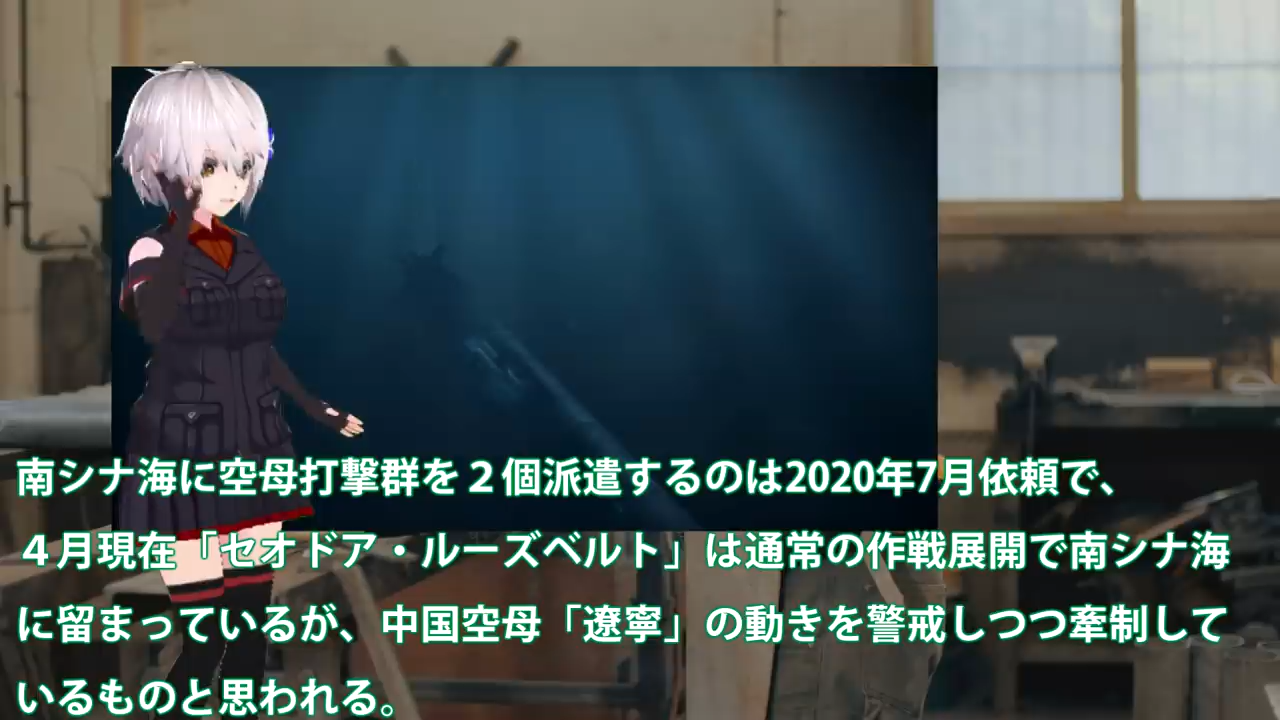 南シナ海に空母打撃群を２個派遣するのは2020年7月依頼で、
４月現在「セオドア・ルーズベルト」は通常の作戦展開で南シナ海
に留まっているが、中国空母「遼寧」の動きを警戒しつつ牽制して
いるものと思われる。